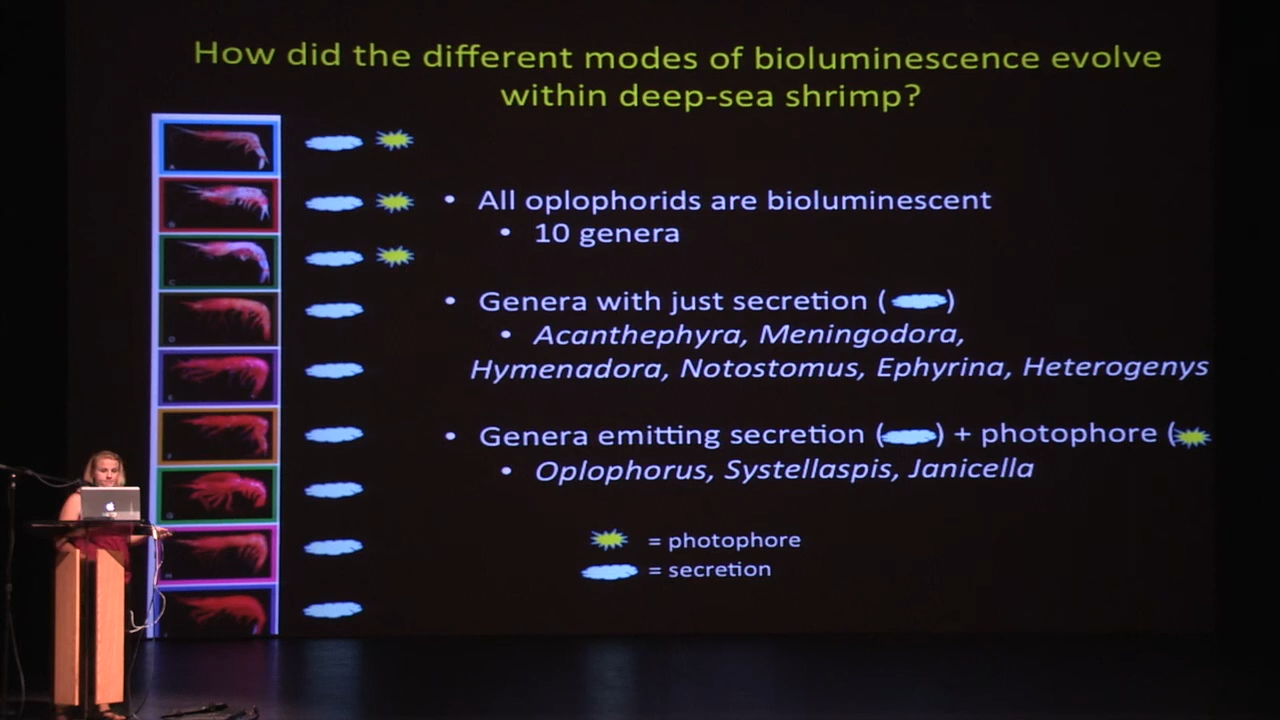 How did the different modes of bioluminescence evolve
within deep-sea shrimp?
• All oplophorids are bioluminescent
• 10 genera
• Genera with just secretion ( )
• Acanthephyra, Meningodora,
Hymenadora, Notostomus, Ephyrina, Heterogenys
• Genera emitting secretion ( ) + photophore (
• Oplophorus, Systellaspis, Janicella
= photophore
= secretion